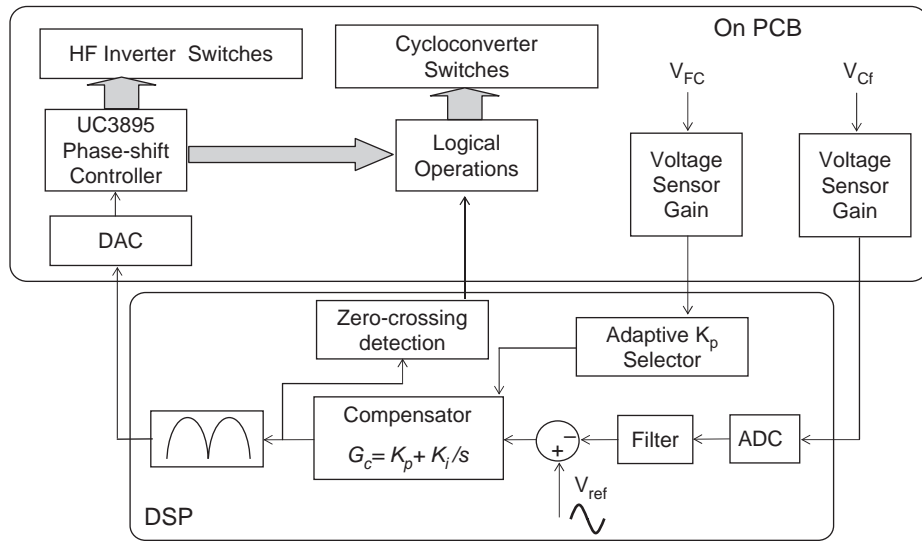 On PCB
HF Inverter Switches
Cycloconverter
Switches
V_FC
V_Cf
UC3895
Phase-shift
Controller
Logical
Operations
Voltage
Sensor
Gain
Voltage
Sensor
Gain
DAC
Zero-crossing
detection
Adaptive K_p
Selector
Compensator
G_c = K_p + K_i/s
−
+
Filter
ADC
V_ref
DSP